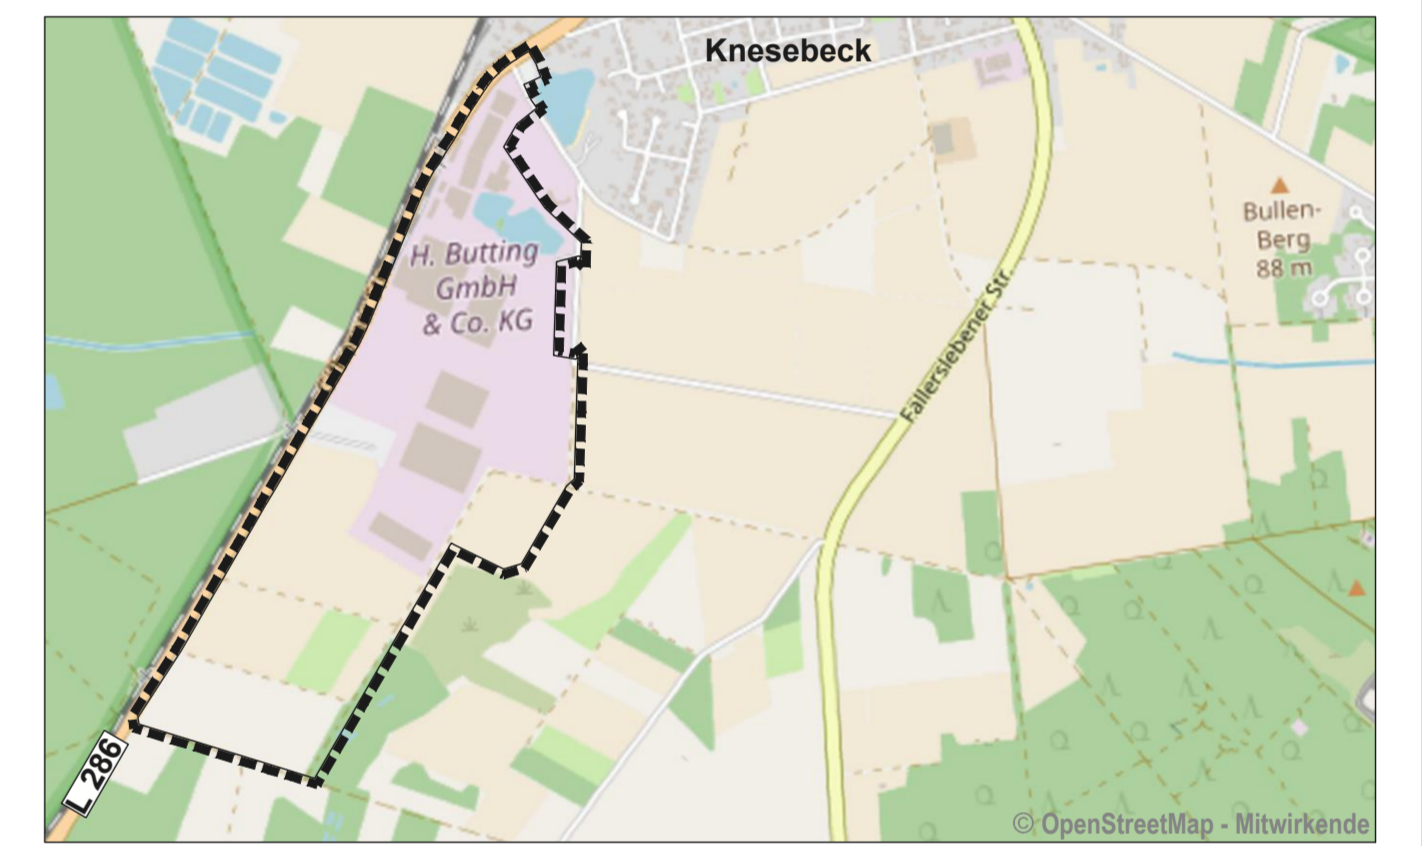 Knesebeck
Bullen-
Berg
88 m
H. Butting
GmbH
& Co. KG
Fallerslebener Str.
L 286
© OpenStreetMap - Mitwirkende